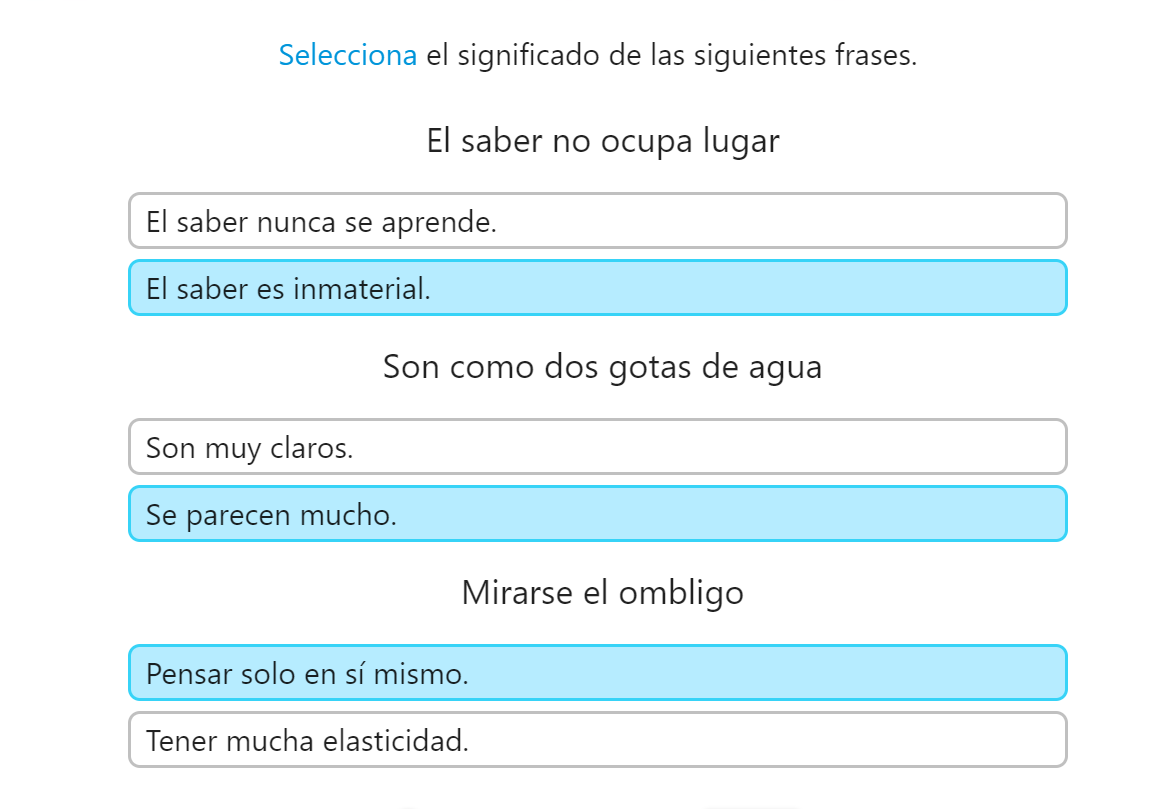 Selecciona el significado de las siguientes frases.
El saber no ocupa lugar
El saber nunca se aprende.
El saber es inmaterial.
Son como dos gotas de agua
Son muy claros.
Se parecen mucho.
Mirarse el ombligo
Pensar solo en sí mismo.
Tener mucha elasticidad.